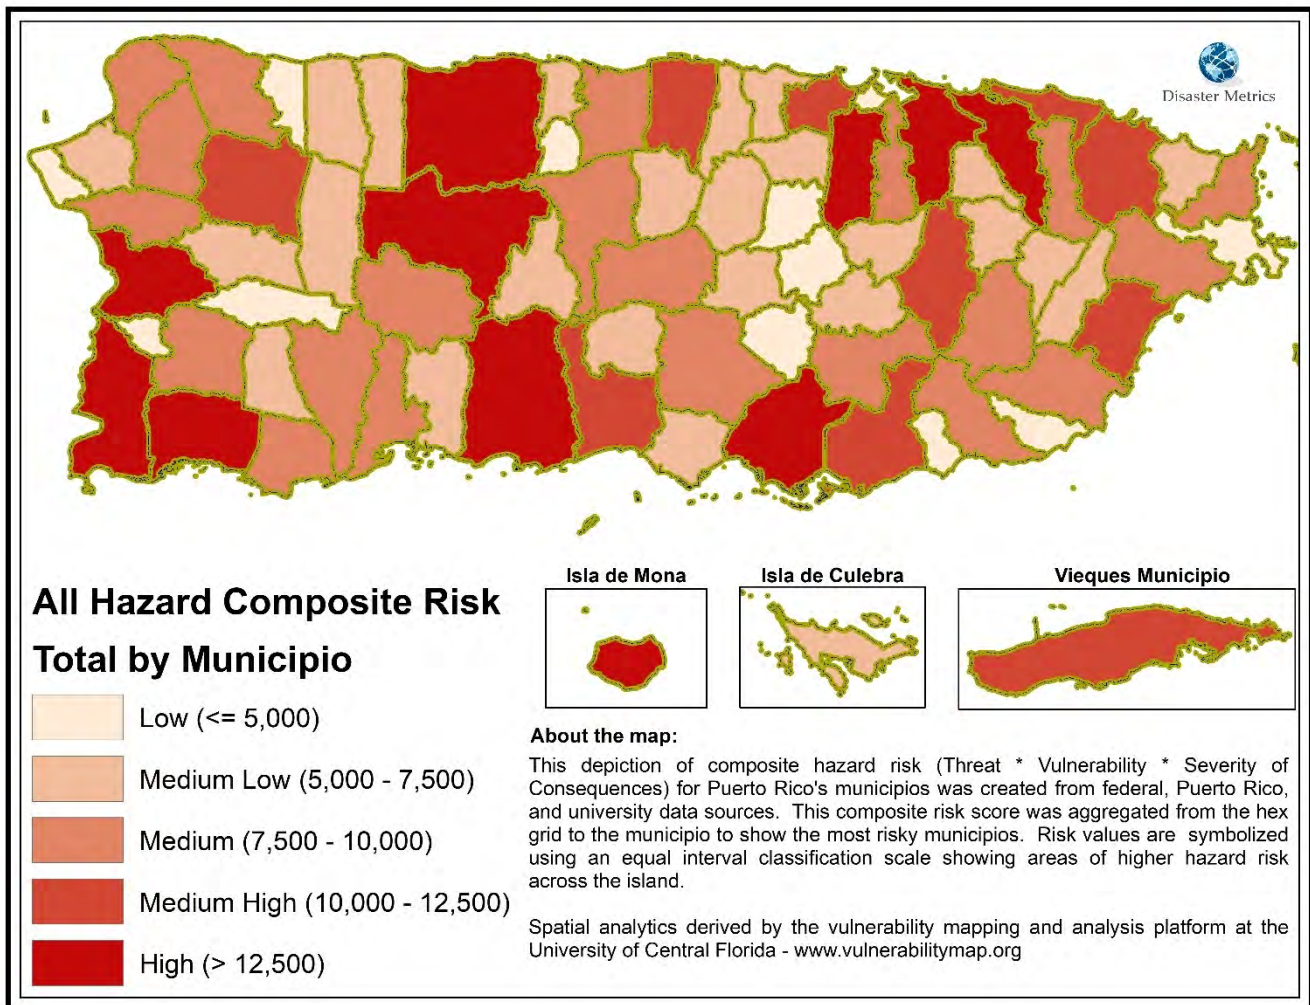 Disaster Metrics
Isla de Mona
Isla de Culebra
Vieques Municipio
All Hazard Composite Risk
Total by Municipio
Low (<= 5,000)
Medium Low (5,000 - 7,500)
Medium (7,500 - 10,000)
Medium High (10,000 - 12,500)
High (> 12,500)
About the map:
This depiction of composite hazard risk (Threat * Vulnerability * Severity of
Consequences) for Puerto Rico's municipios was created from federal, Puerto Rico,
and university data sources. This composite risk score was aggregated from the hex
grid to the municipio to show the most risky municipios. Risk values are symbolized
using an equal interval classification scale showing areas of higher hazard risk
across the island.
Spatial analytics derived by the vulnerability mapping and analysis platform at the
University of Central Florida - www.vulnerabilitymap.org